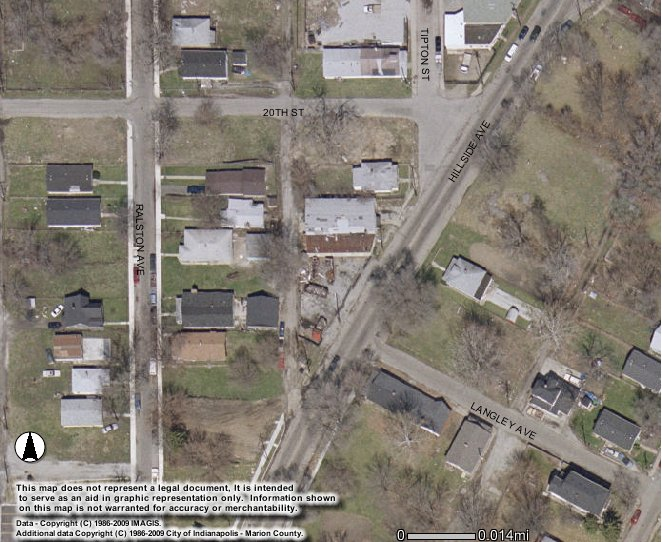 TIPTON ST
20TH ST
HILLSIDE AVE
RALSTON AVE
LANGLEY AVE
This map does not represent a legal document, It is intended
to serve as an aid in graphic representation only. Information shown
on this map is not warranted for accuracy or merchantability.
Data - Copyright (C) 1986-2009 IMAGIS.
Additional data Copyright (C) 1986-2009 City of Indianapolis - Marion County.
0 0.014mi